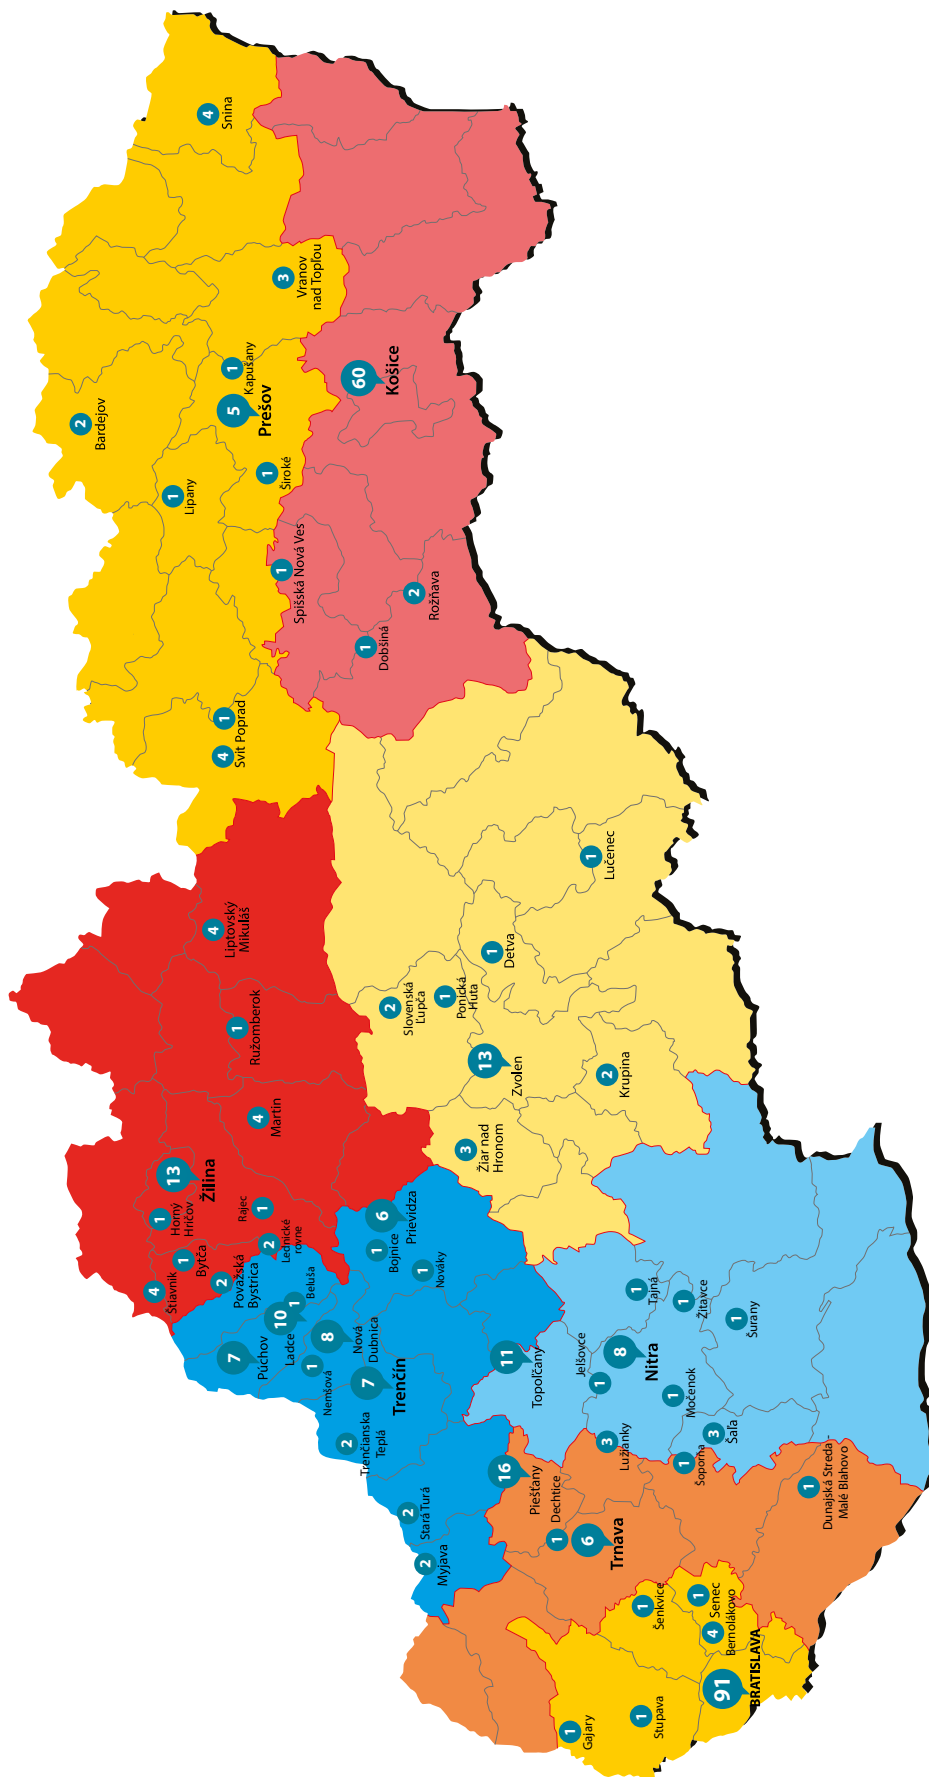 4
Snina
3
Vranov
nad Topľou
1
Kapušany
5
Prešov
2
Bardejov
1
Lipany
1
Široké
60
Košice
1
Spišská Nová Ves
2
Rožňava
1
Dobšiná
4
1
Svit Poprad
4
Liptovský
Mikuláš
1
Ružomberok
4
Martin
13
Žilina
1
Horný
Hričov
1
Rajec
1
Bytča
4
Štiavnik
2
Lednické
rovne
2
Považská
Bystrica
1
Beluša
10
Ladce
7
Púchov
8
Nová
Dubnica
1
Nemšová
7
Trenčín
2
Trenčianska
Teplá
2
Stará Turá
2
Myjava
6
Prievidza
1
Bojnice
1
Nováky
1
Lučenec
1
Detva
2
Slovenská
Ľupča
1
Ponická
Huta
13
Zvolen
2
Krupina
3
Žiar nad
Hronom
11
Topoľčany
1
Jelšovce
8
Nitra
1
Tajná
1
Žitavce
1
Šurany
1
Močenok
3
Lužianky
3
Šaľa
1
Šoporňa
16
Piešťany
1
Dechtice
6
Trnava
1
Dunajská Streda -
Malé Blahovo
1
Šenkvice
1
Senec
4
Bernolákovo
91
BRATISLAVA
1
Stupava
1
Gajary